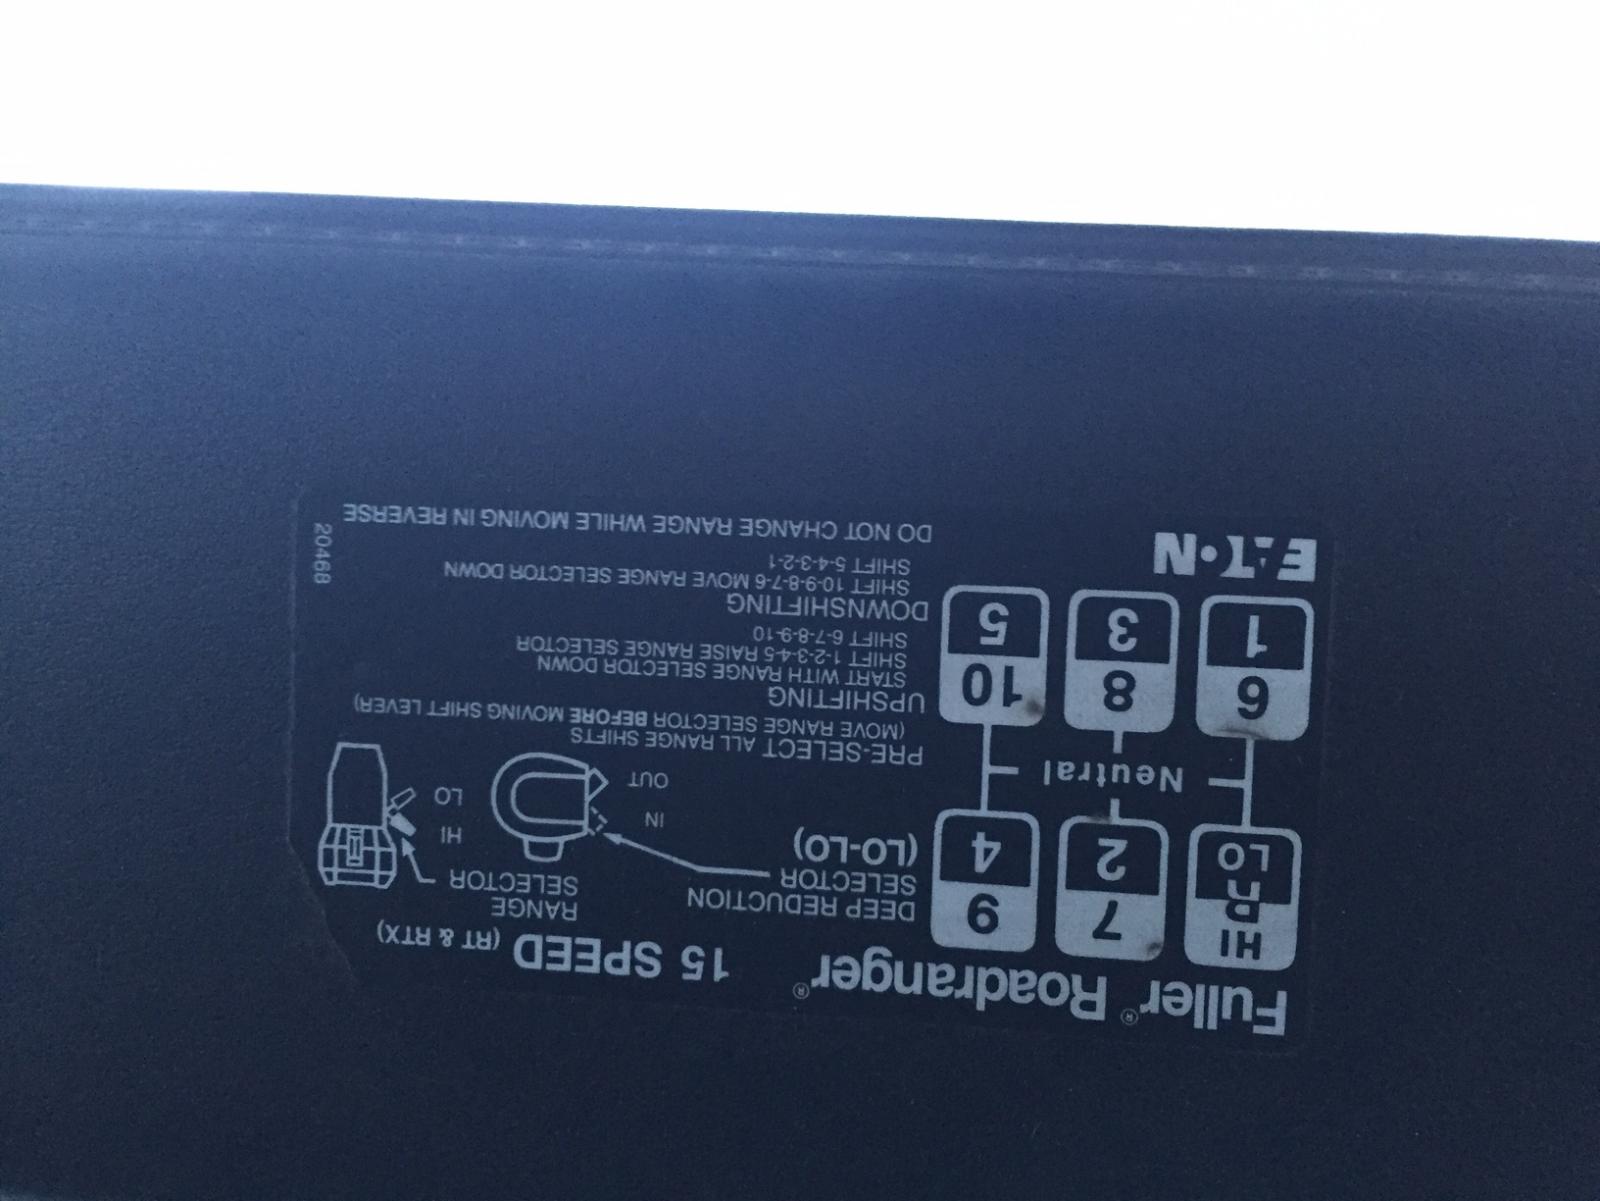 Fuller® Roadranger® 15 SPEED (RT & RTX)
HI R LO
7 2
9 4
Neutral
6 1
8 3
10 5
EATON
DEEP REDUCTION
SELECTOR
(LO-LO)
IN
OUT
RANGE
SELECTOR
HI
LO
PRE-SELECT ALL RANGE SHIFTS
(MOVE RANGE SELECTOR BEFORE MOVING SHIFT LEVER)
UPSHIFTING
START WITH RANGE SELECTOR DOWN
SHIFT 1-2-3-4-5 RAISE RANGE SELECTOR
SHIFT 6-7-8-9-10
DOWNSHIFTING
SHIFT 10-9-8-7-6 MOVE RANGE SELECTOR DOWN
SHIFT 5-4-3-2-1
DO NOT CHANGE RANGE WHILE MOVING IN REVERSE
20468